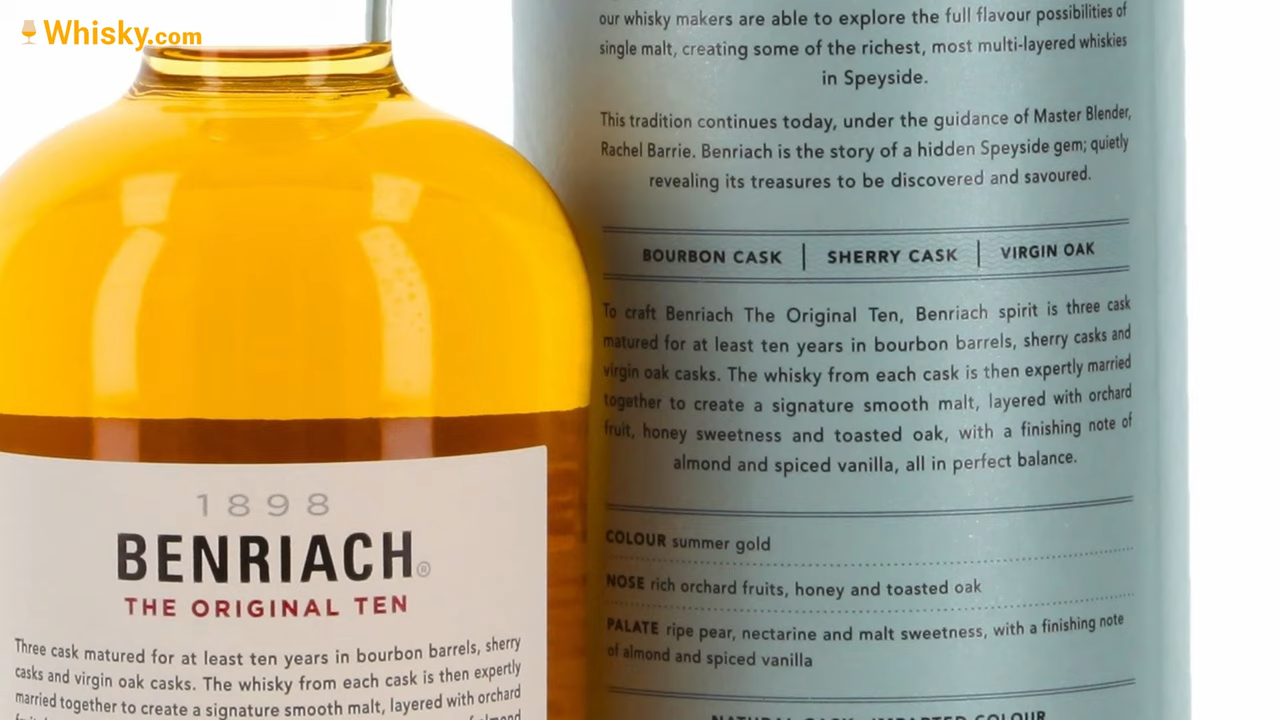 Whisky.com
our whisky makers are able to explore the full flavour possibilities of
single malt, creating some of the richest, most multi-layered whiskies
in Speyside.
This tradition continues today, under the guidance of Master Blender,
Rachel Barrie. Benriach is the story of a hidden Speyside gem; quietly
revealing its treasures to be discovered and savoured.
BOURBON CASK | SHERRY CASK | VIRGIN OAK
To craft Benriach The Original Ten, Benriach spirit is three cask
matured for at least ten years in bourbon barrels, sherry casks and
virgin oak casks. The whisky from each cask is then expertly married
together to create a signature smooth malt, layered with orchard
fruit, honey sweetness and toasted oak, with a finishing note of
almond and spiced vanilla, all in perfect balance.
COLOUR summer gold
NOSE rich orchard fruits, honey and toasted oak
PALATE ripe pear, nectarine and malt sweetness, with a finishing note
of almond and spiced vanilla
NATURAL CASK-IMPARTED COLOUR
1898
BENRIACH®
THE ORIGINAL TEN
Three cask matured for at least ten years in bourbon barrels, sherry
casks and virgin oak casks. The whisky from each cask is then expertly
married together to create a signature smooth malt, layered with orchard